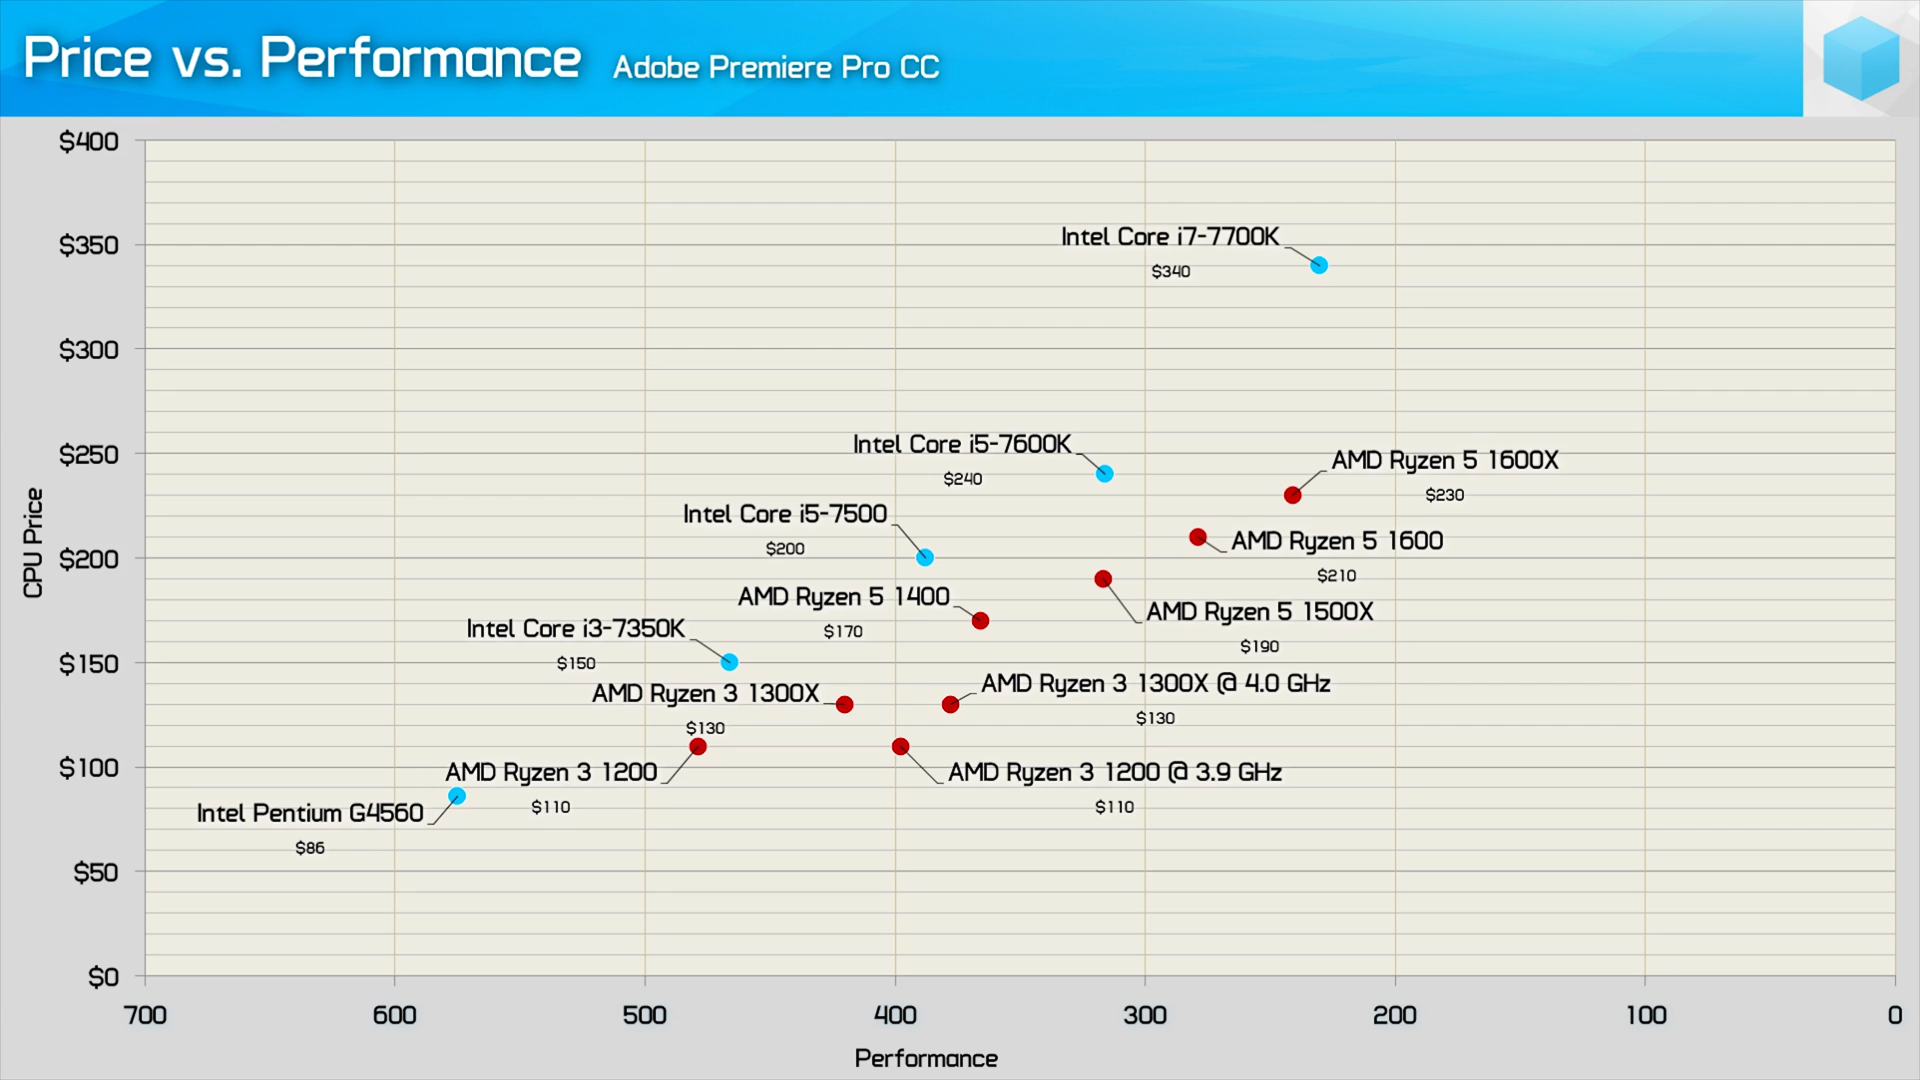 Price vs. Performance Adobe Premiere Pro CC
$400
$350
$300
$250
$200
$150
$100
$50
$0
CPU Price
Intel Core i7-7700K
$340
Intel Core i5-7600K
$240
AMD Ryzen 5 1600X
$230
Intel Core i5-7500
$200
AMD Ryzen 5 1600
$210
AMD Ryzen 5 1400
$170
AMD Ryzen 5 1500X
$190
Intel Core i3-7350K
$150
AMD Ryzen 3 1300X
$130
AMD Ryzen 3 1300X @ 4.0 GHz
$130
AMD Ryzen 3 1200
$110
AMD Ryzen 3 1200 @ 3.9 GHz
$110
Intel Pentium G4560
$86
700 600 500 400 300 200 100 0
Performance